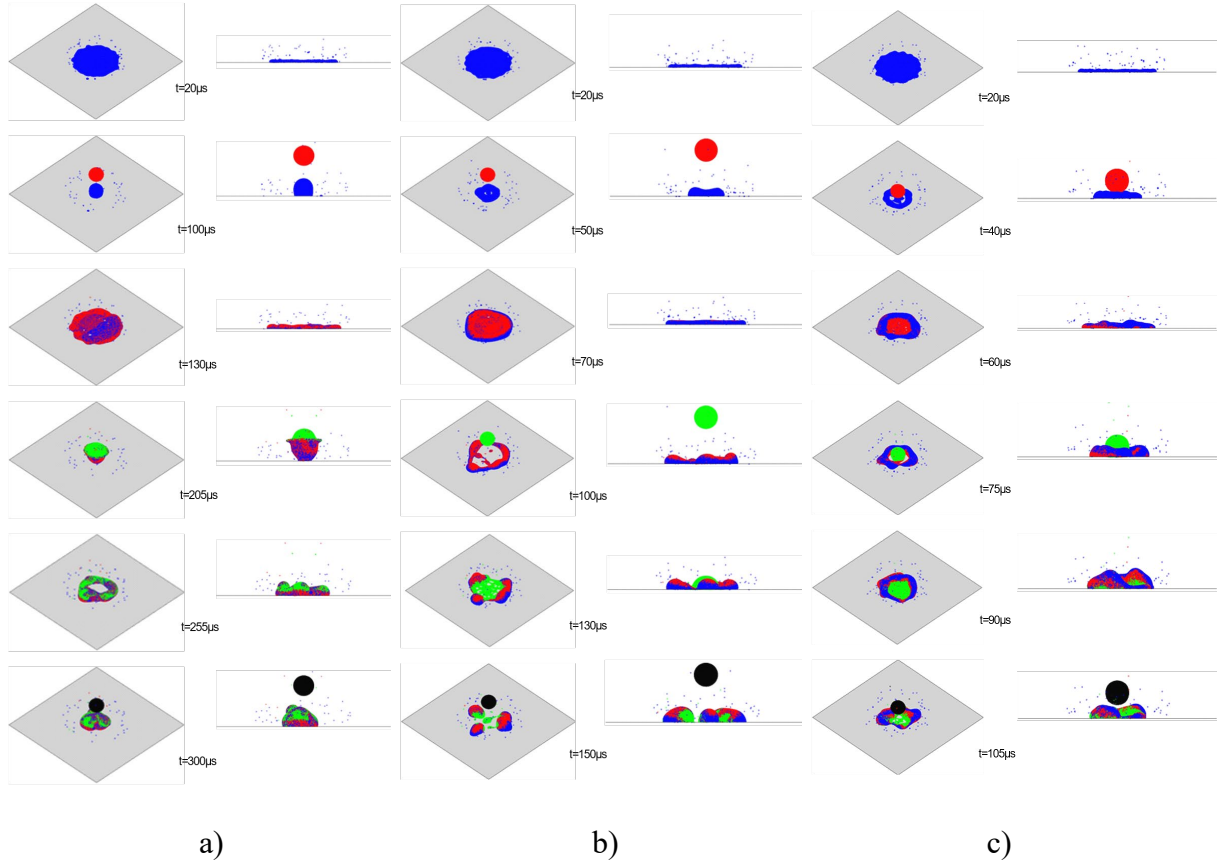 t=20µs
t=20µs
t=20µs
t=100µs
t=50µs
t=40µs
t=130µs
t=70µs
t=60µs
t=205µs
t=100µs
t=75µs
t=255µs
t=130µs
t=90µs
t=300µs
t=150µs
t=105µs
a)
b)
c)